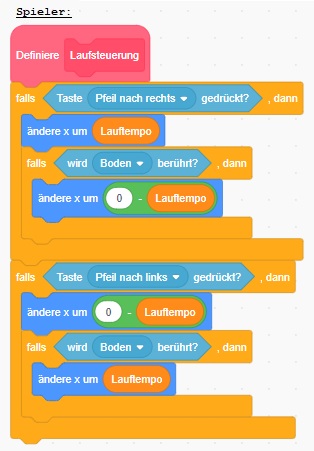 Spieler:
Definiere Laufsteuerung
falls Taste Pfeil nach rechts gedrückt? , dann
ändere x um Lauftempo
falls wird Boden berührt? , dann
ändere x um 0 - Lauftempo
falls Taste Pfeil nach links gedrückt? , dann
ändere x um 0 - Lauftempo
falls wird Boden berührt? , dann
ändere x um Lauftempo